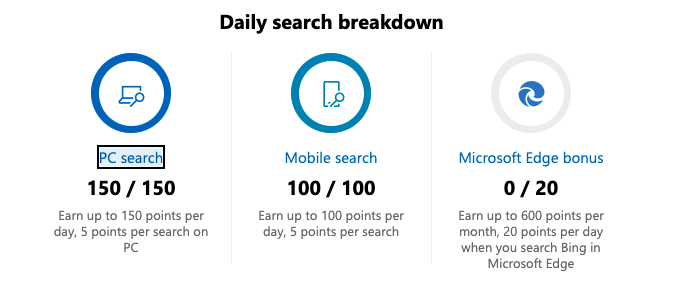 Daily search breakdown
PC search
150 / 150
Earn up to 150 points per
day, 5 points per search on
PC
Mobile search
100 / 100
Earn up to 100 points per
day, 5 points per search
Microsoft Edge bonus
0 / 20
Earn up to 600 points per
month, 20 points per day
when you search Bing in
Microsoft Edge